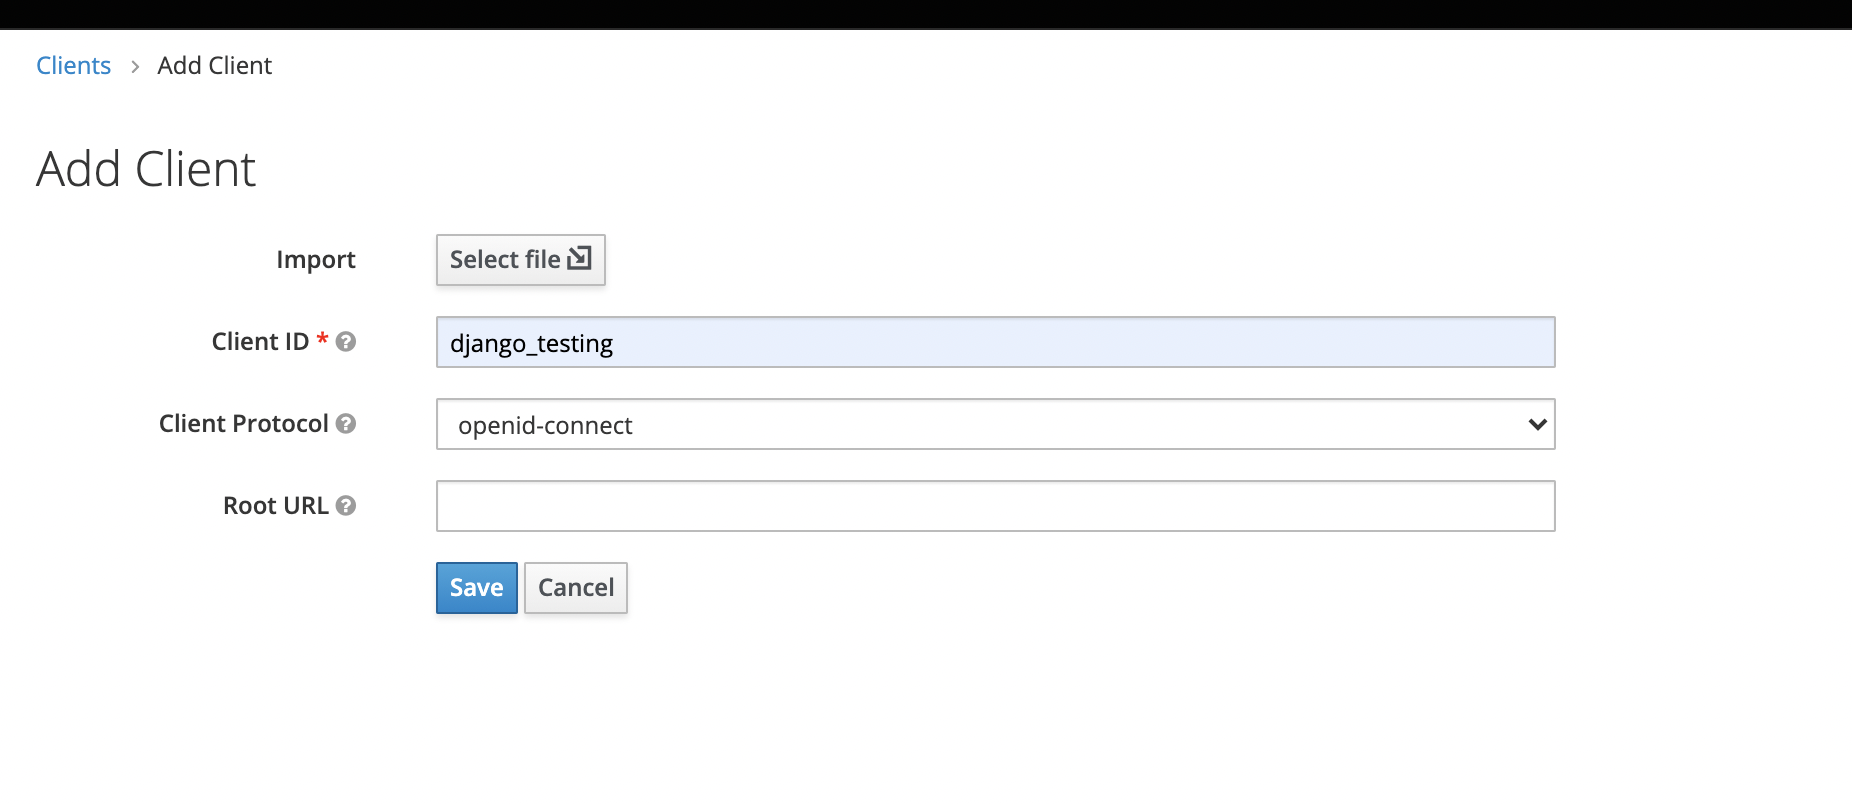 Clients > Add Client
Add Client
Import Select file
Client ID * ?
django_testing
Client Protocol ?
openid-connect
Root URL ?
Save Cancel